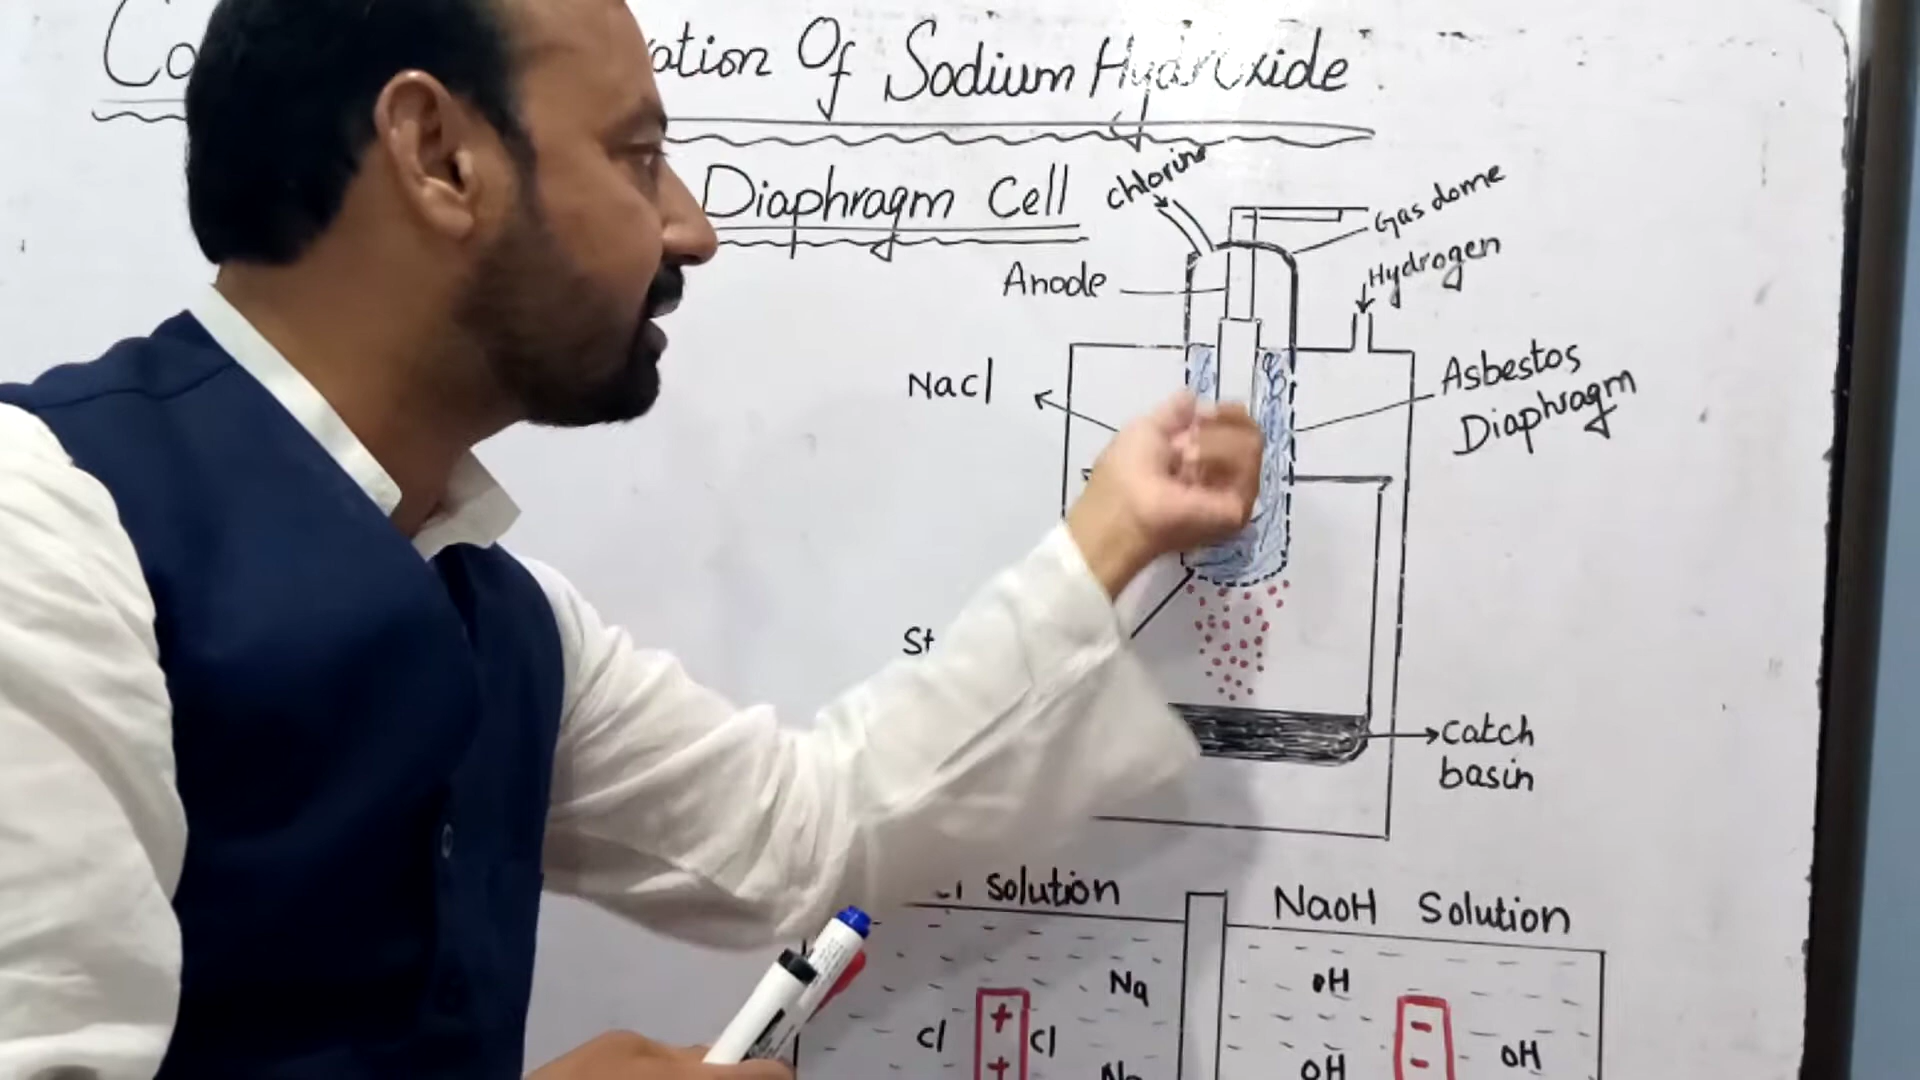 Of Sodium Hydroxide
Diaphragm Cell
chlorine
Gas dome
Hydrogen
Anode
Asbestos
Diaphragm
Nacl
St
Catch
basin
Solution
NaoH Solution
Na
oH
+
-
cl
cl
oH
+
-
Na
oH